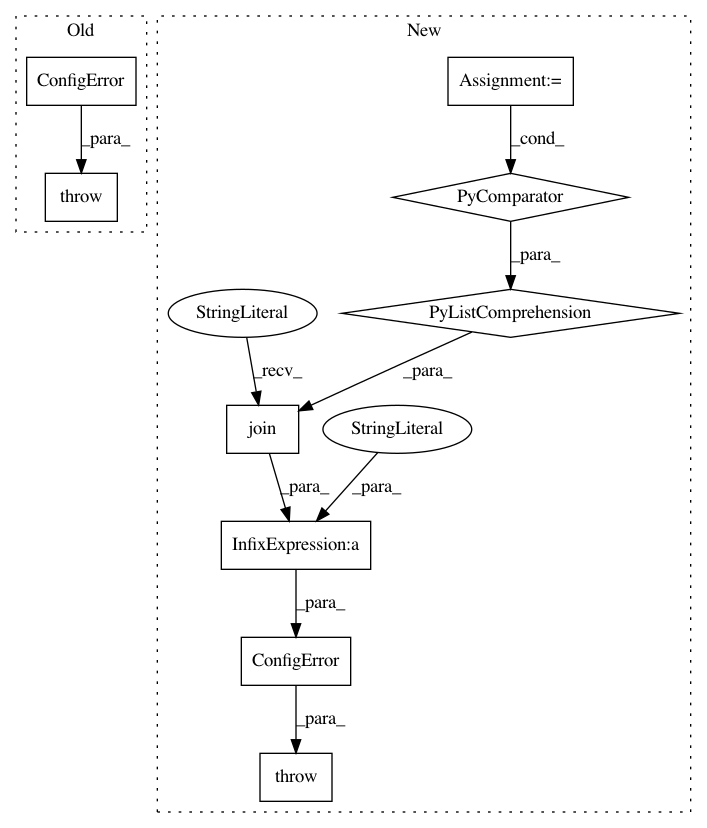 Old
New
ConfigError
Assignment:=
_para_
_cond_
throw
PyComparator
_para_
StringLiteral
PyListComprehension
_recv_
_para_
join
StringLiteral
_para_
_para_
InfixExpression:a
_para_
ConfigError
_para_
throw